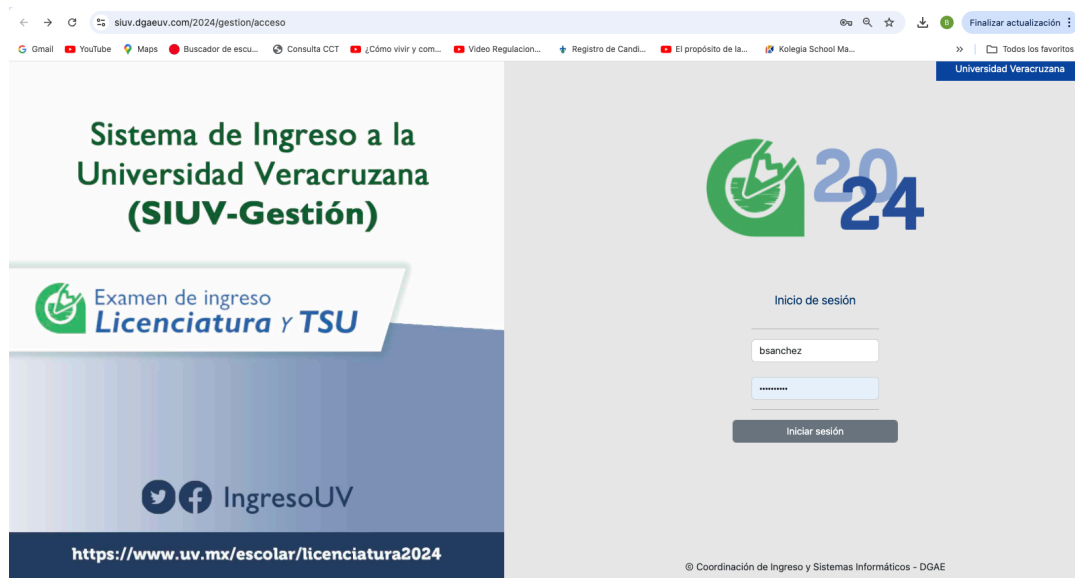 siuv.dgaeuv.com/2024/gestion/acceso
B
Finalizar actualización
Gmail
YouTube
Maps
Buscador de escu...
Consulta CCT
¿Cómo vivir y com...
Video Regulacion...
Registro de Candi...
El propósito de la...
Kolegia School Ma...
»
Todos los favoritos
Universidad Veracruzana
Sistema de Ingreso a la
Universidad Veracruzana
(SIUV-Gestión)
Examen de ingreso
Licenciatura Y TSU
IngresoUV
https://www.uv.mx/escolar/licenciatura2024
2024
Inicio de sesión
bsanchez
••••••••••
Iniciar sesión
© Coordinación de Ingreso y Sistemas Informáticos - DGAE